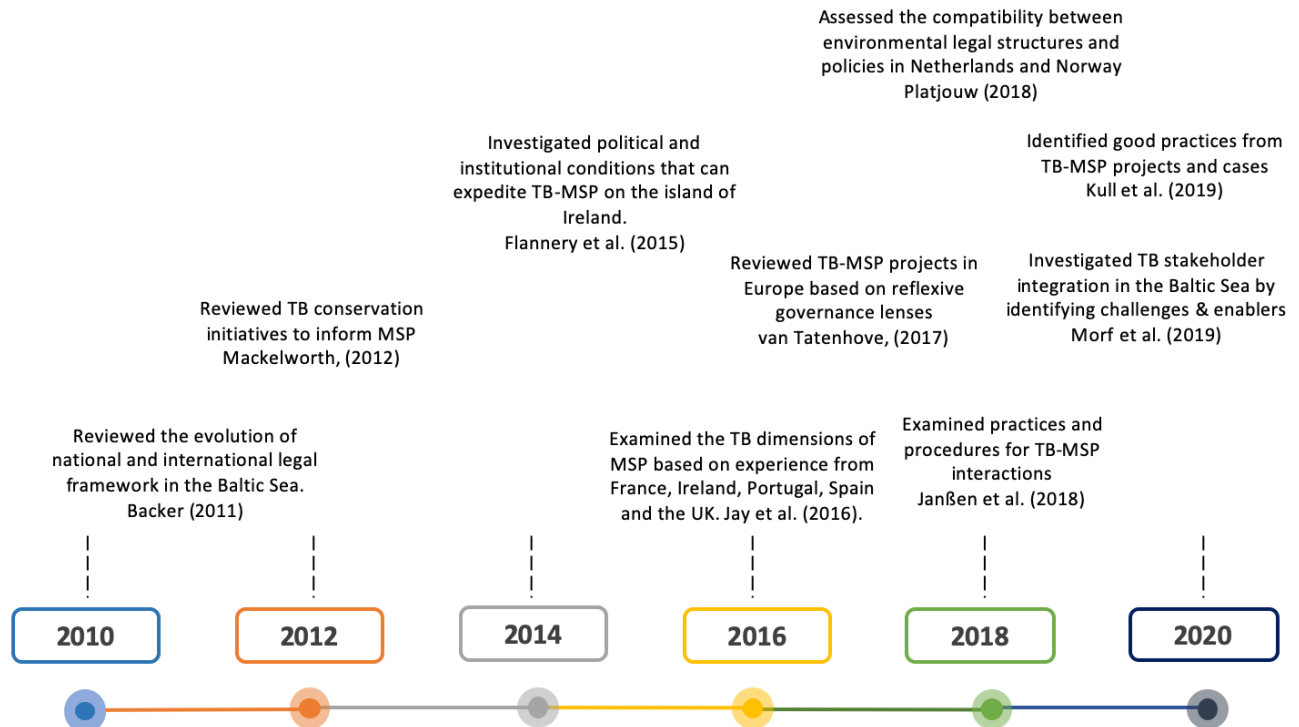 Assessed the compatibility between
environmental legal structures and
policies in Netherlands and Norway
Platjouw (2018)
Investigated political and
institutional conditions that can
expedite TB-MSP on the island of
Ireland.
Flannery et al. (2015)
Identified good practices from
TB-MSP projects and cases
Kull et al. (2019)
Reviewed TB-MSP projects in
Europe based on reflexive
governance lenses
van Tatenhove, (2017)
Investigated TB stakeholder
integration in the Baltic Sea by
identifying challenges & enablers
Morf et al. (2019)
Reviewed TB conservation
initiatives to inform MSP
Mackelworth, (2012)
Reviewed the evolution of
national and international legal
framework in the Baltic Sea.
Backer (2011)
Examined the TB dimensions of
MSP based on experience from
France, Ireland, Portugal, Spain
and the UK. Jay et al. (2016).
Examined practices and
procedures for TB-MSP
interactions
Janßen et al. (2018)
2010
2012
2014
2016
2018
2020